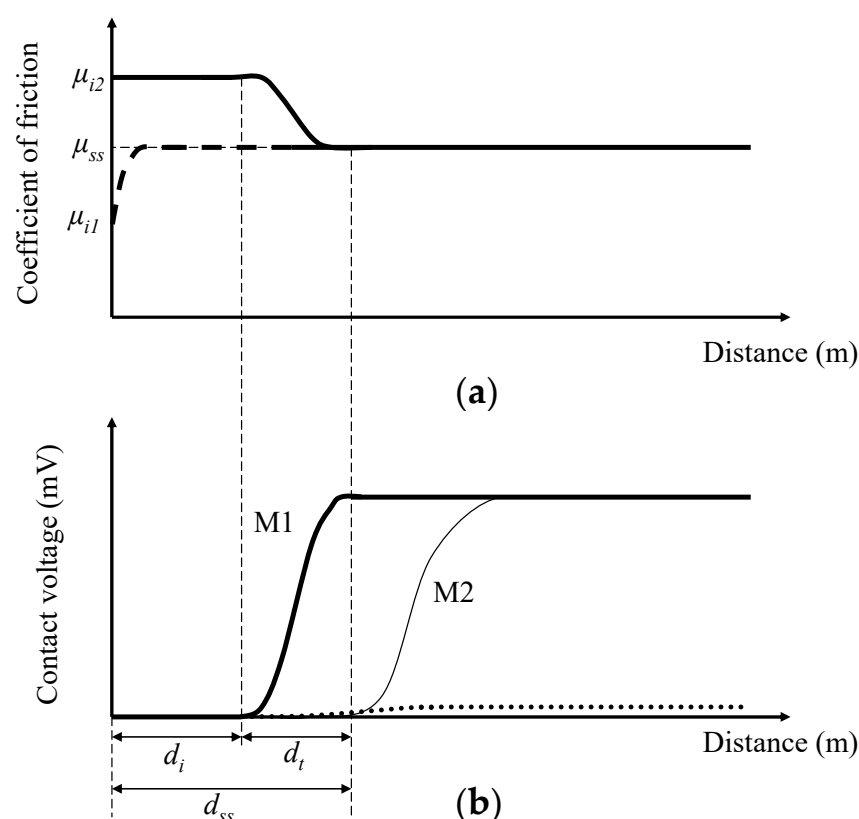 Coefficient of friction
μi2
μss
μi1
Distance (m)
(a)
Contact voltage (mV)
M1
M2
Distance (m)
di
dt
dss
(b)